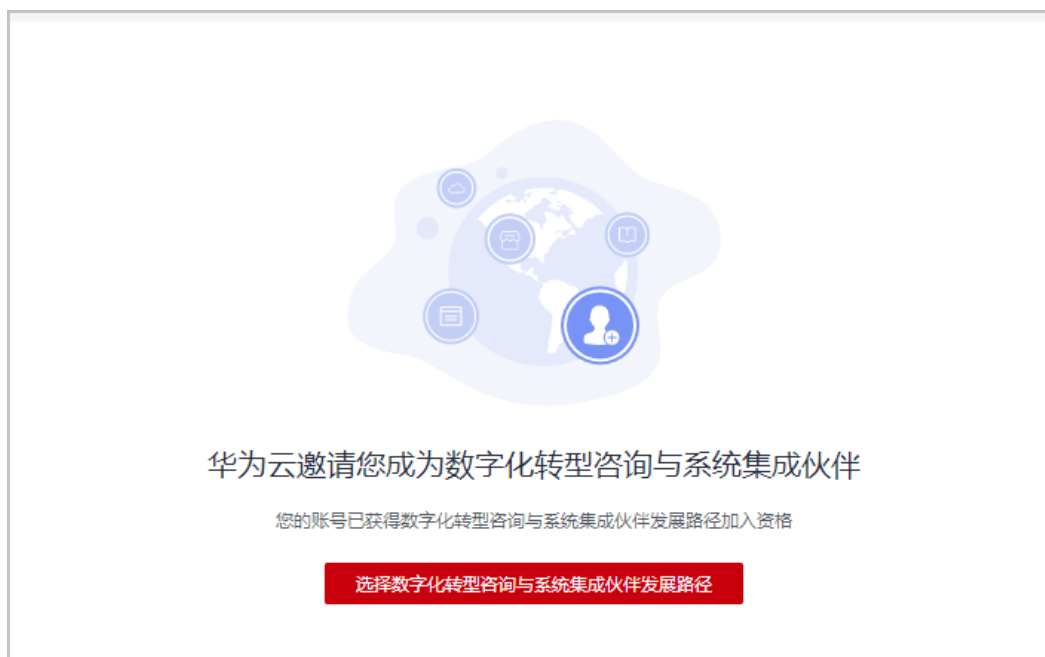 华为云邀请您成为数字化转型咨询与系统集成伙伴
您的账号已获得数字化转型咨询与系统集成伙伴发展路径加入资格
选择数字化转型咨询与系统集成伙伴发展路径